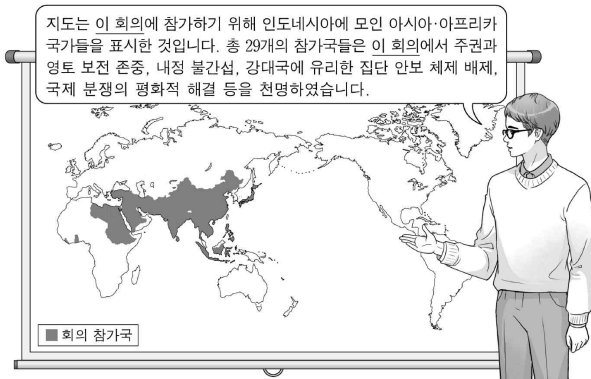 지도는 이 회의에 참가하기 위해 인도네시아에 모인 아시아·아프리카
국가들을 표시한 것입니다. 총 29개의 참가국들은 이 회의에서 주권과
영토 보전 존중, 내정 불간섭, 강대국에 유리한 집단 안보 체제 배제,
국제 분쟁의 평화적 해결 등을 천명하였습니다.
회의 참가국